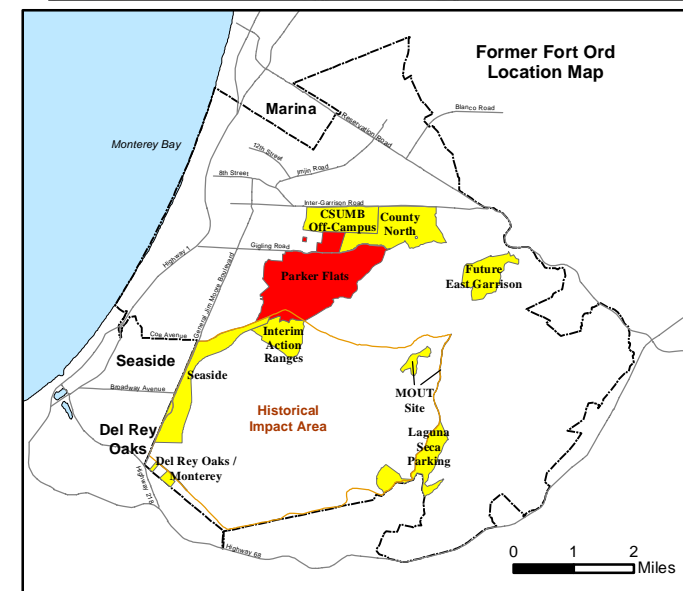 Former Fort Ord
Location Map
Marina
Blanco Road
Reservation Road
Monterey Bay
12th Street
Imjin Road
8th Street
Inter-Garrison Road
CSUMB
Off-Campus
County
North
Gigling Road
Highway 1
Parker Flats
Future
East Garrison
General Jim Moore Boulevard
Coe Avenue
Interim
Action
Ranges
Seaside
Seaside
Broadway Avenue
MOUT
Site
Historical
Impact Area
Del Rey
Oaks
Laguna
Seca
Parking
Del Rey Oaks /
Monterey
Highway 218
Highway 68
0 1 2
Miles